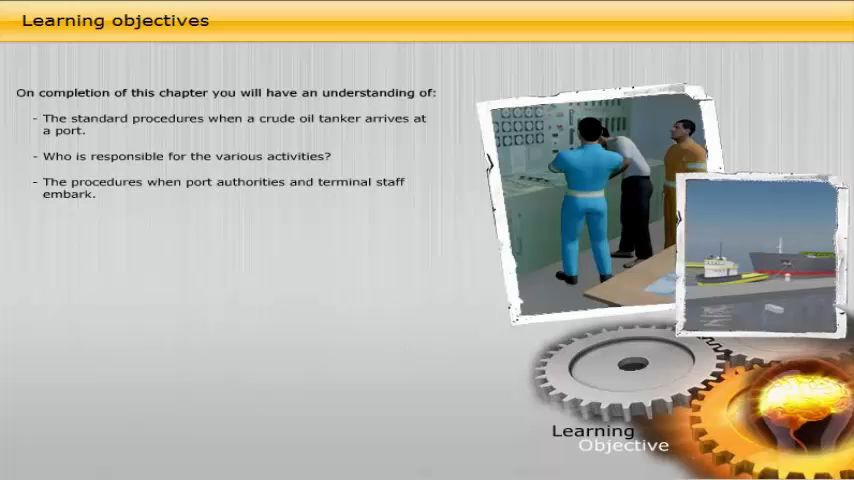 Learning objectives
On completion of this chapter you will have an understanding of:
- The standard procedures when a crude oil tanker arrives at
a port.
- Who is responsible for the various activities?
- The procedures when port authorities and terminal staff
embark.
Learning
Objective